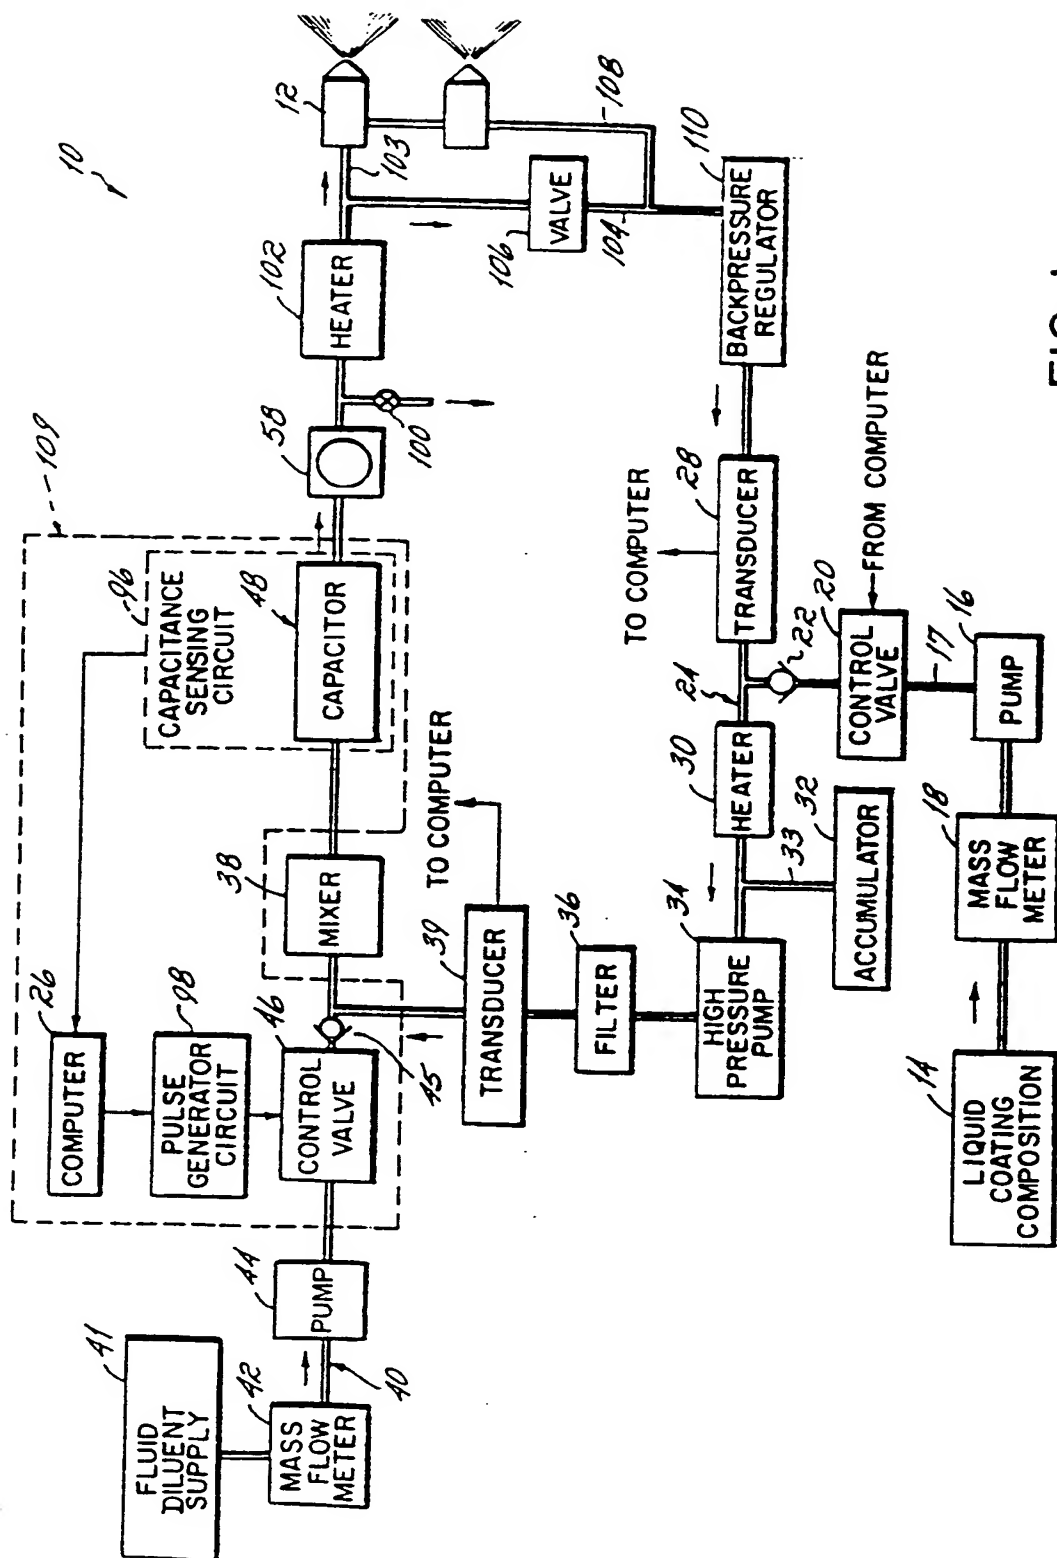 10
109
96
CAPACITANCE
SENSING
CIRCUIT
26
COMPUTER
98
PULSE
GENERATOR
CIRCUIT
46
CONTROL
VALVE
45
38
MIXER
48
CAPACITOR
58
100
102
HEATER
103
12
108
106
VALVE
104
110
BACKPRESSURE
REGULATOR
41
FLUID
DILUENT
SUPPLY
42
MASS
FLOW
METER
40
44
PUMP
39
TRANSDUCER
TO COMPUTER
36
FILTER
34
HIGH
PRESSURE
PUMP
30
HEATER
33
32
ACCUMULATOR
24
22
28
TRANSDUCER
TO COMPUTER
20
CONTROL
VALVE
FROM COMPUTER
17
16
PUMP
18
MASS
FLOW
METER
14
LIQUID
COATING
COMPOSITION